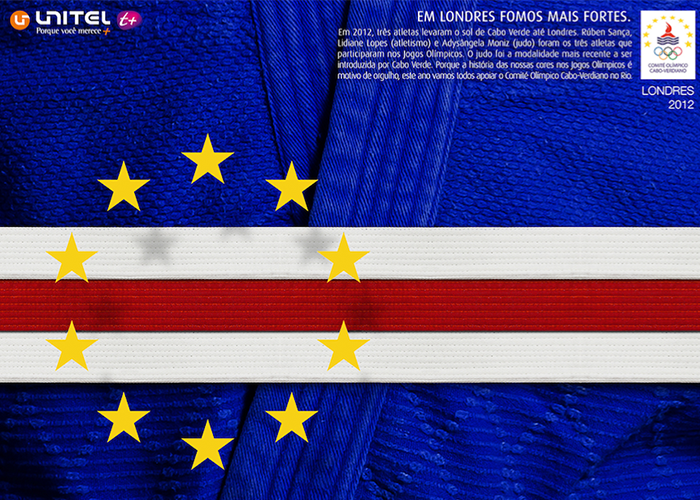 UNITEL t+
Porque você merece +
EM LONDRES FOMOS MAIS FORTES.
Em 2012, três atletas levaram o sol de Cabo Verde até Londres. Rúben Sança,
Lidiane Lopes (atletismo) e Adysângela Moniz (judo) foram os três atletas que
participaram nos Jogos Olímpicos. O judo foi a modalidade mais recente a ser
introduzida por Cabo Verde. Porque a história das nossas cores nos Jogos Olímpicos é
motivo de orgulho, este ano vamos todos apoiar o Comité Olímpico Cabo-Verdiano no Rio.
COMITÉ OLÍMPICO
CABO-VERDIANO
LONDRES
2012